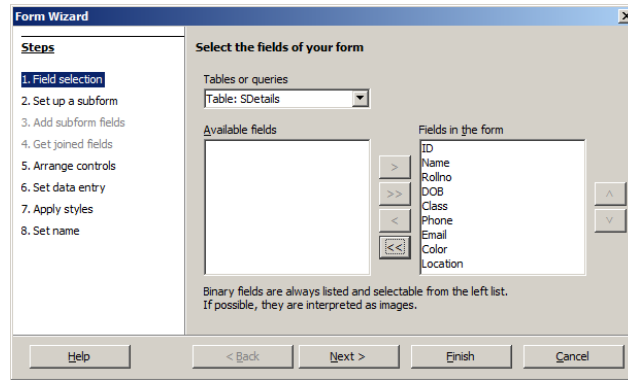 Form Wizard
Steps
1. Field selection
2. Set up a subform
3. Add subform fields
4. Get joined fields
5. Arrange controls
6. Set data entry
7. Apply styles
8. Set name
Select the fields of your form
Tables or queries
Table: SDetails
Available fields
Fields in the form
ID
Name
Rollno
DOB
Class
Phone
Email
Color
Location
>
>>
<
<<
Binary fields are always listed and selectable from the left list.
If possible, they are interpreted as images.
Help
< Back
Next >
Finish
Cancel